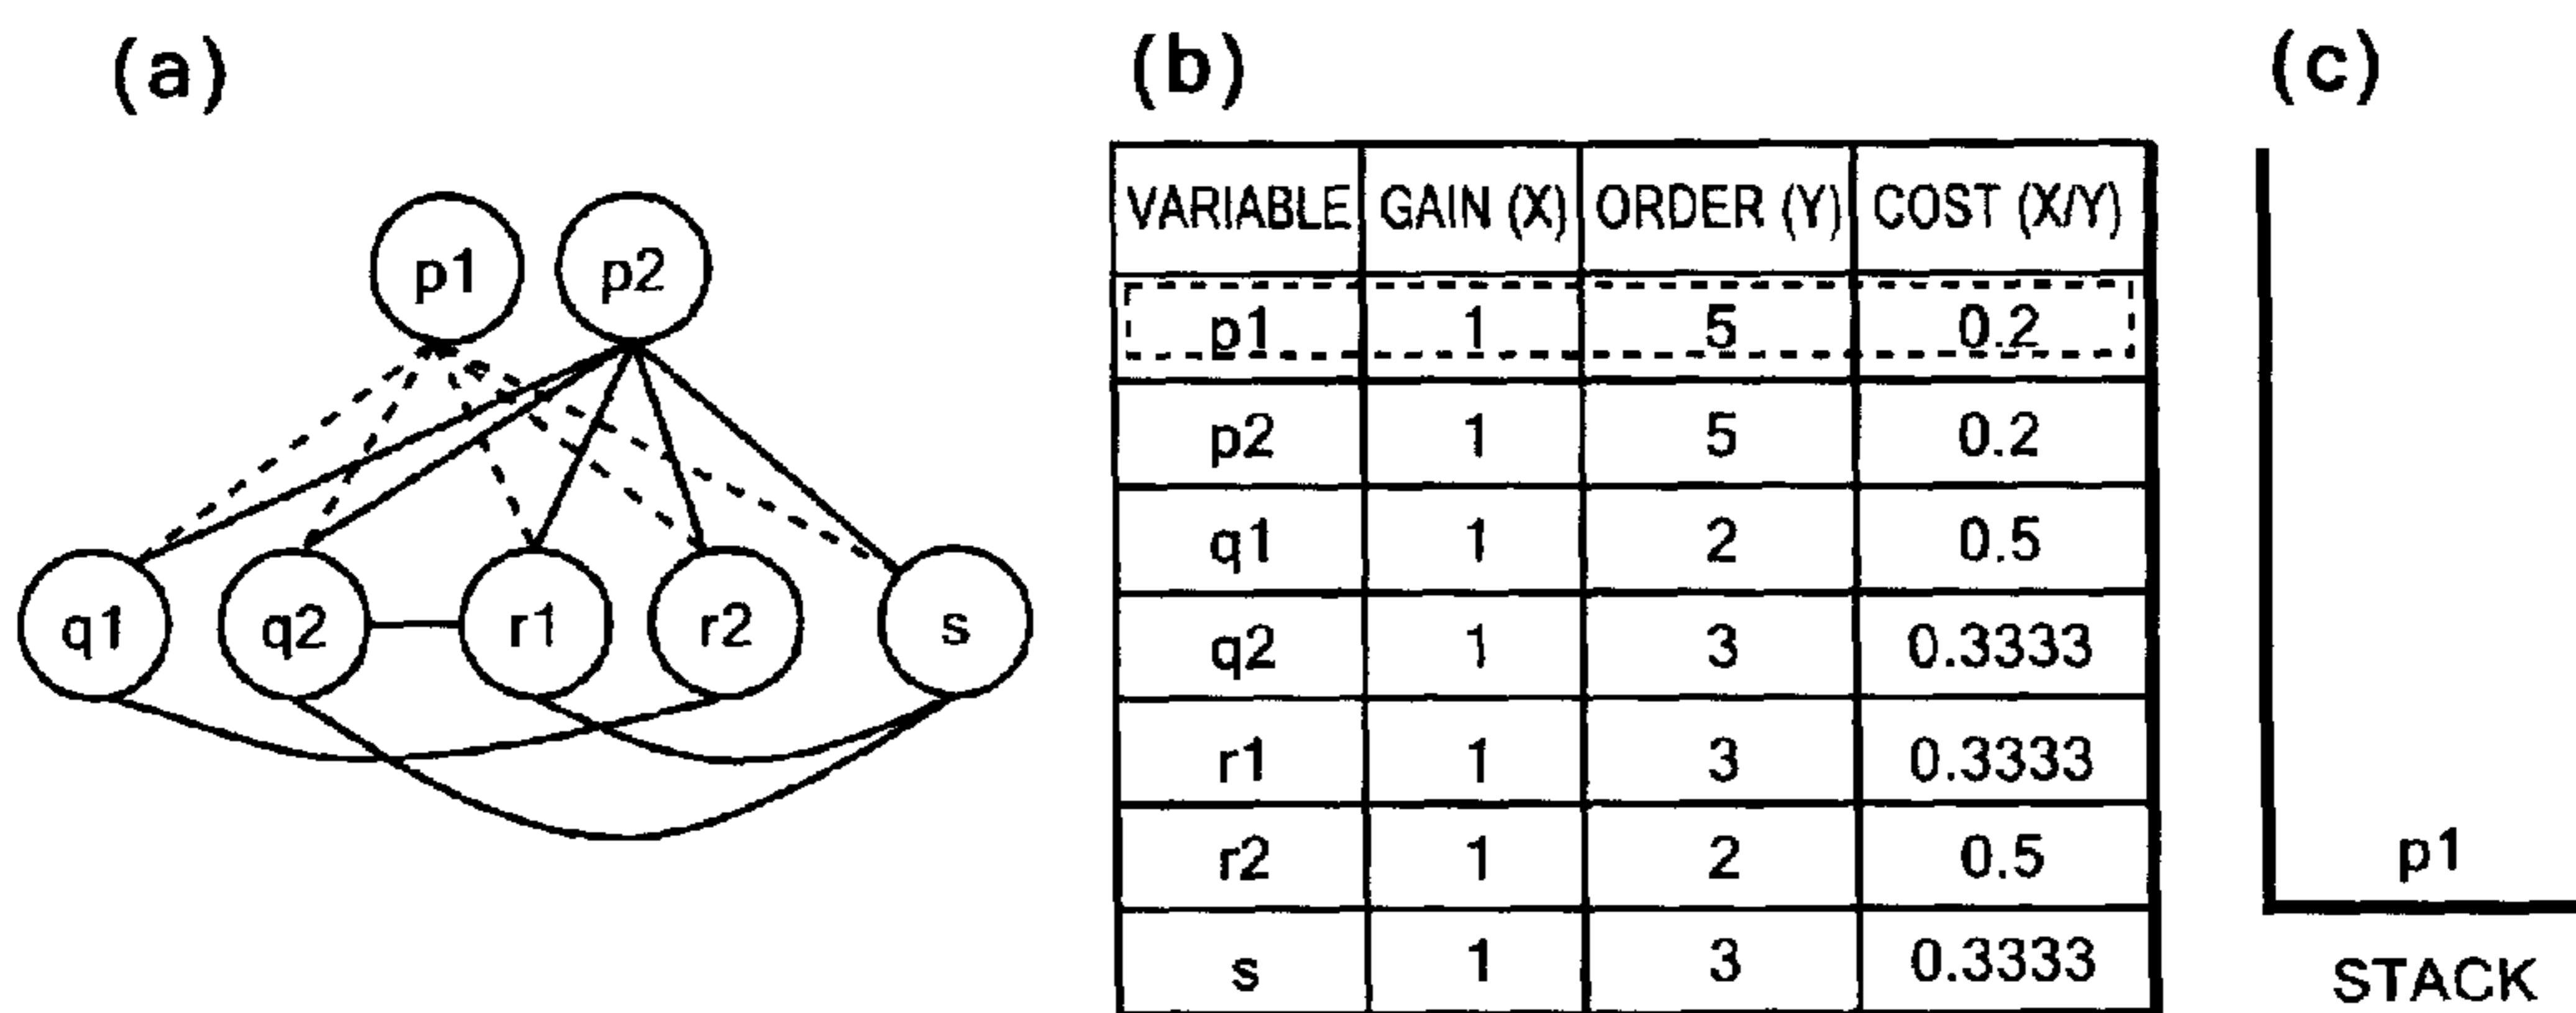 (a)
p1 p2
q1 q2 r1 r2 s
(b)
VARIABLE GAIN (X) ORDER (Y) COST (X/Y)
p1 1 5 0.2
p2 1 5 0.2
q1 1 2 0.5
q2 1 3 0.3333
r1 1 3 0.3333
r2 1 2 0.5
s 1 3 0.3333
(c)
p1
STACK